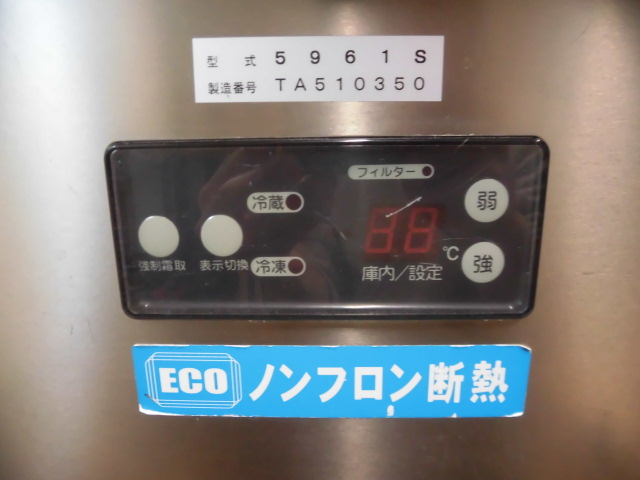 型式 5961S
製造番号 TA510350
フィルター
冷蔵
弱
強制霜取
表示切換
冷凍
庫内/設定
℃
強
ECO ノンフロン断熱